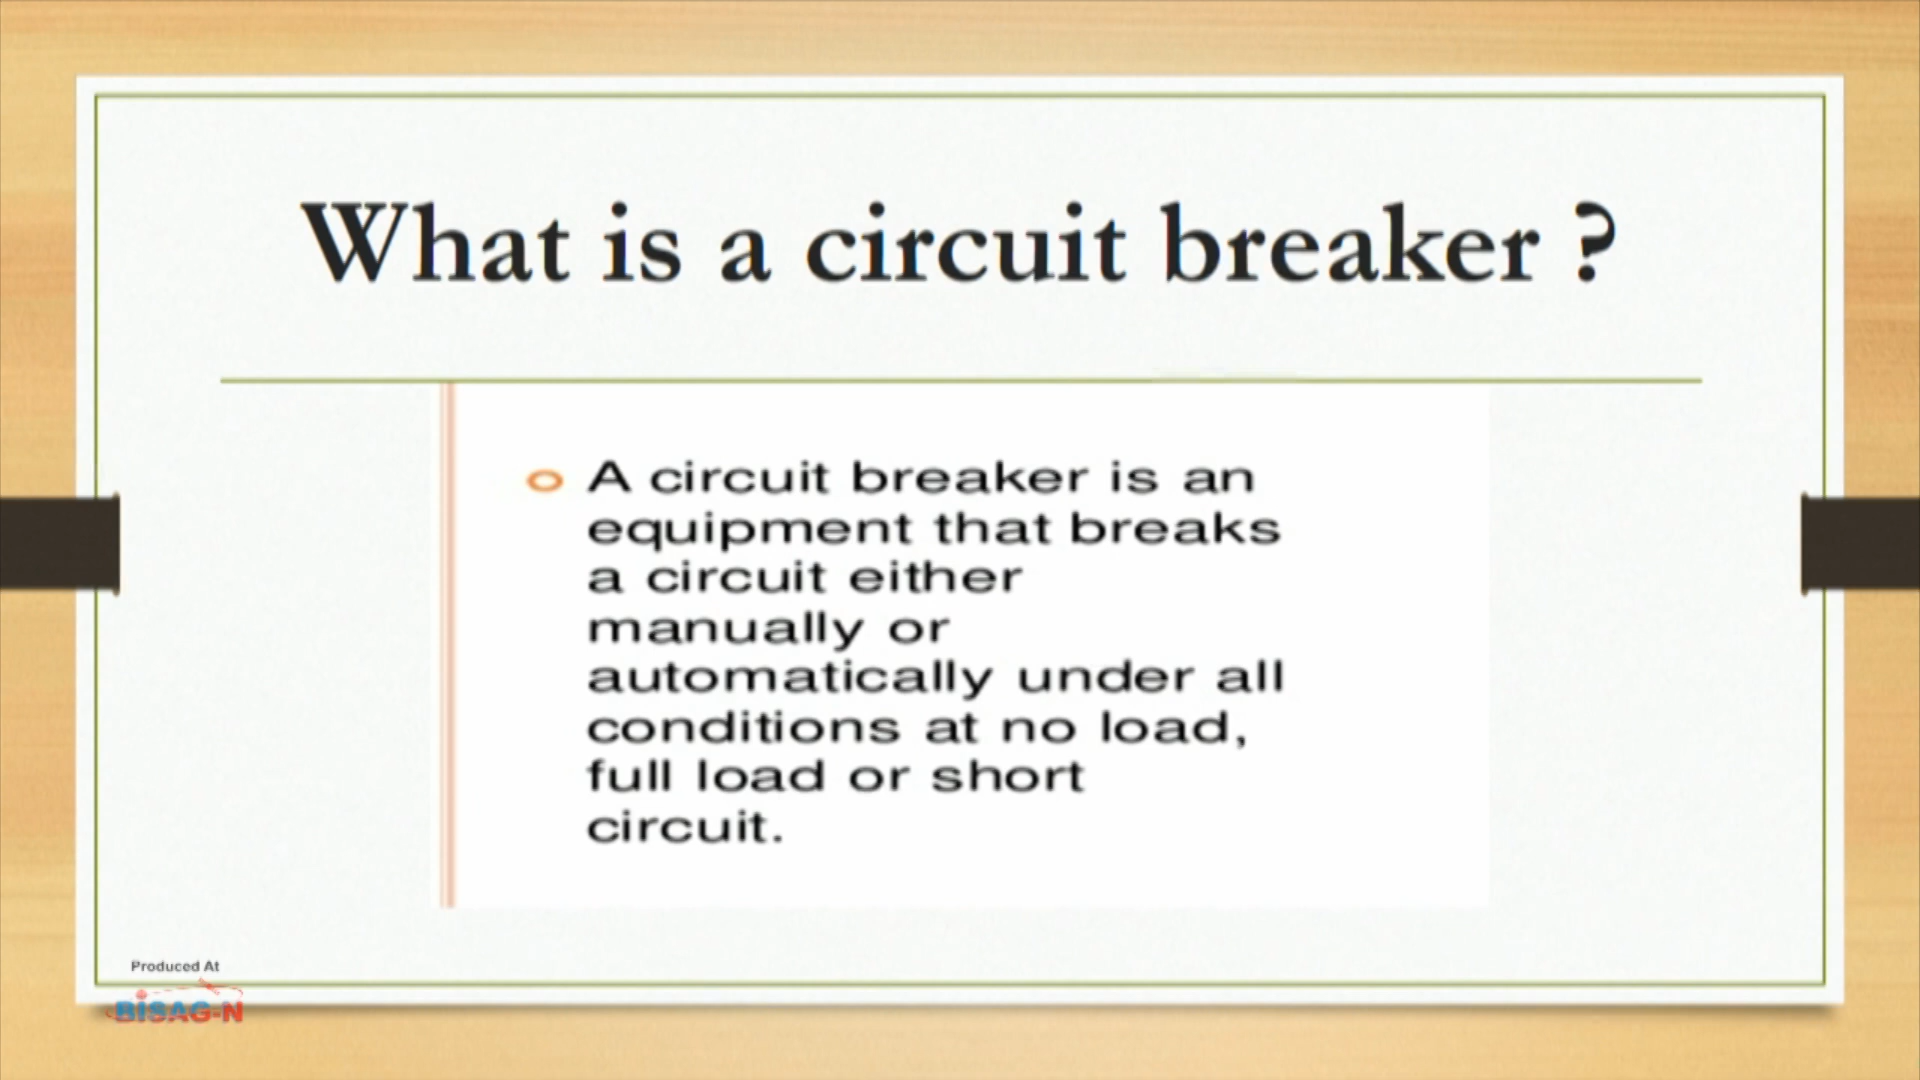 What is a circuit breaker ?
A circuit breaker is an
equipment that breaks
a circuit either
manually or
automatically under all
conditions at no load,
full load or short
circuit.
Produced At
BISAG-N